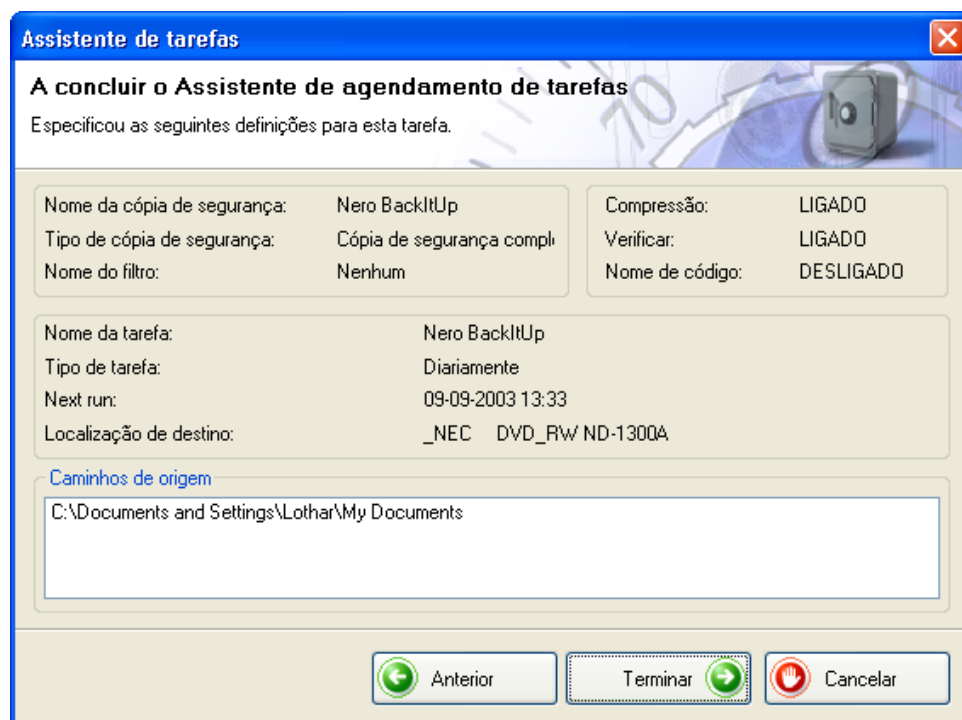 Assistente de tarefas
A concluir o Assistente de agendamento de tarefas
Especificou as seguintes definições para esta tarefa.
Nome da cópia de segurança: Nero BackItUp
Tipo de cópia de segurança: Cópia de segurança compl
Nome do filtro: Nenhum
Compressão: LIGADO
Verificar: LIGADO
Nome de código: DESLIGADO
Nome da tarefa: Nero BackItUp
Tipo de tarefa: Diariamente
Next run: 09-09-2003 13:33
Localização de destino: _NEC DVD_RW ND-1300A
Caminhos de origem
C:\Documents and Settings\Lothar\My Documents
Anterior
Terminar
Cancelar